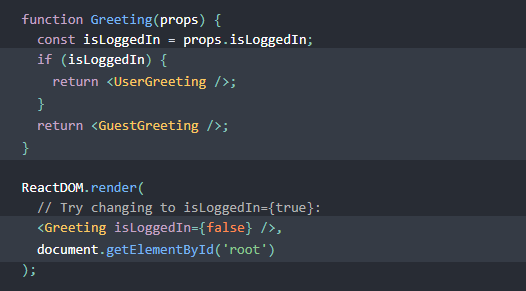 function Greeting(props) {
  const isLoggedIn = props.isLoggedIn;
  if (isLoggedIn) {
    return <UserGreeting />;
  }
  return <GuestGreeting />;
}

ReactDOM.render(
  // Try changing to isLoggedIn={true}:
  <Greeting isLoggedIn={false} />,
  document.getElementById('root')
);